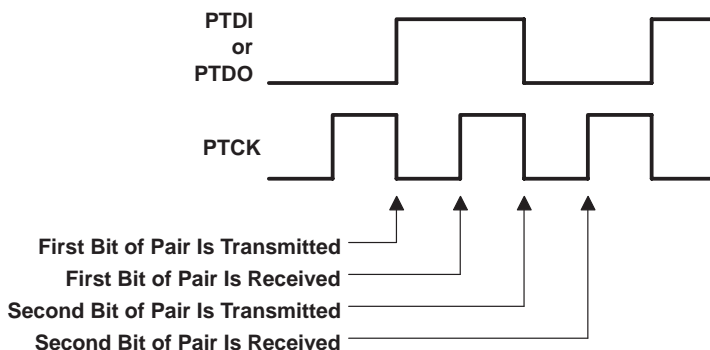 PTDI
or
PTDO
PTCK
First Bit of Pair Is Transmitted
First Bit of Pair Is Received
Second Bit of Pair Is Transmitted
Second Bit of Pair Is Received